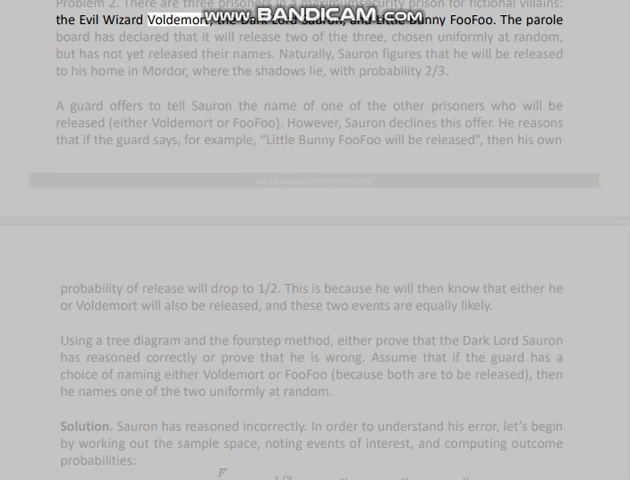 Problem 2. There are three prisoners in a maximumsecurity prison for fictional villains:
www.BANDICAM.com
the Evil Wizard Voldemort, the Dark Lord Sauron, and Little Bunny FooFoo. The parole
board has declared that it will release two of the three, chosen uniformly at random,
but has not yet released their names. Naturally, Sauron figures that he will be released
to his home in Mordor, where the shadows lie, with probability 2/3.
A guard offers to tell Sauron the name of one of the other prisoners who will be
released (either Voldemort or FooFoo). However, Sauron declines this offer. He reasons
that if the guard says, for example, “Little Bunny FooFoo will be released”, then his own
probability of release will drop to 1/2. This is because he will then know that either he
or Voldemort will also be released, and these two events are equally likely.
Using a tree diagram and the fourstep method, either prove that the Dark Lord Sauron
has reasoned correctly or prove that he is wrong. Assume that if the guard has a
choice of naming either Voldemort or FooFoo (because both are to be released), then
he names one of the two uniformly at random.
Solution. Sauron has reasoned incorrectly. In order to understand his error, let’s begin
by working out the sample space, noting events of interest, and computing outcome
probabilities:
F
1/2